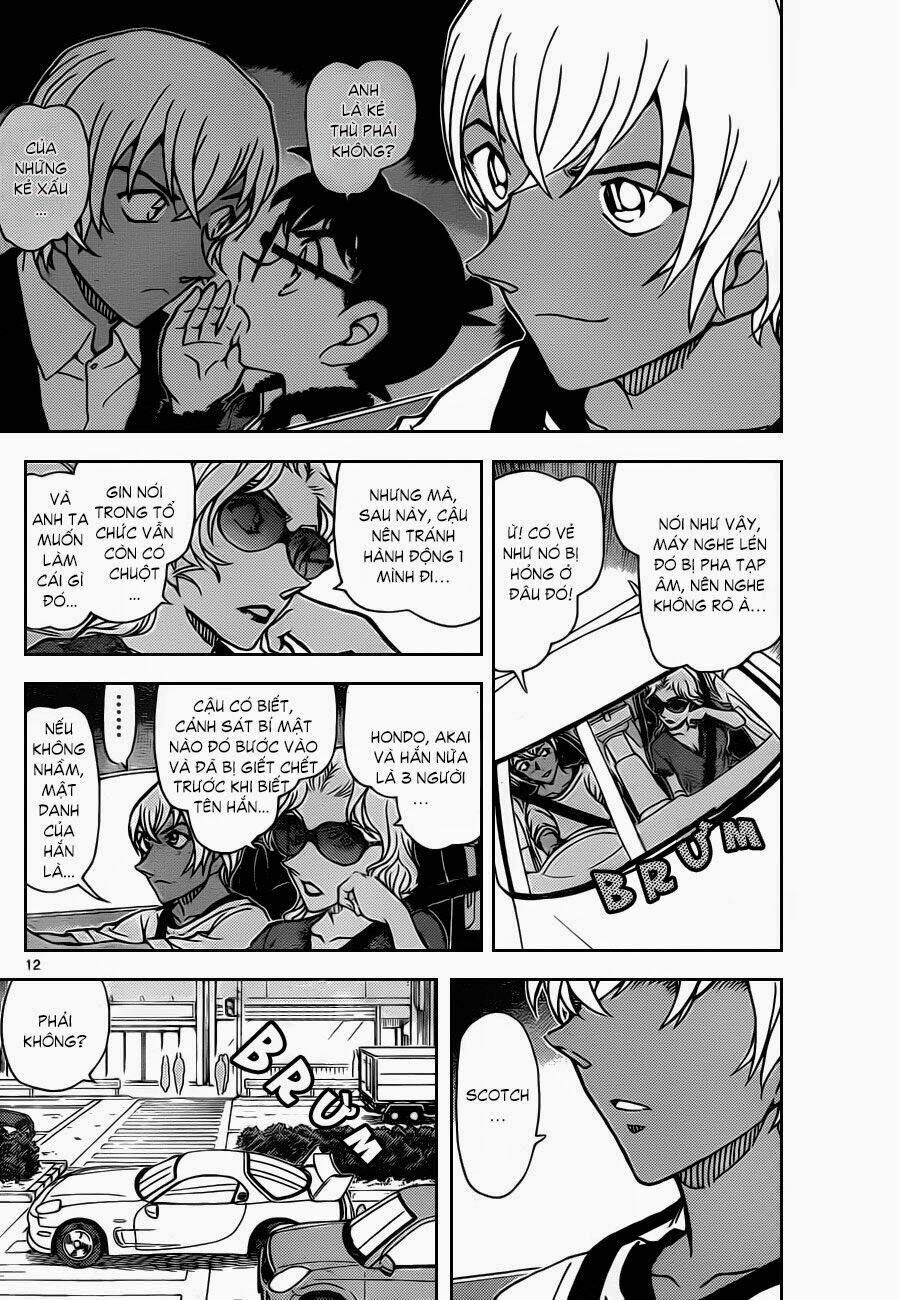 ANH
LÀ KẺ
THÙ PHẢI
KHÔNG?
CỦA
NHỮNG
KẺ XẤU
...
NÓI NHƯ VẬY,
MÁY NGHE LÉN
ĐÓ BỊ PHA TẠP
ÂM, NÊN NGHE
KHÔNG RÕ À...
Ừ! CÓ VẺ
NHƯ NÓ BỊ
HỎNG Ở
ĐÂU ĐÓ!
BRỪM
NHƯNG MÀ,
SAU NÀY, CẬU
NÊN TRÁNH
HÀNH ĐỘNG 1
MÌNH ĐI...
GIN NÓI
TRONG TỔ
CHỨC VẪN
CÒN CÓ
CHUỘT
...
VÀ
ANH TA
MUỐN
LÀM
CÁI GÌ
ĐÓ...
HONDO, AKAI
VÀ HẮN NỮA
LÀ 3 NGƯỜI
...
CẬU CÓ BIẾT,
CẢNH SÁT BÍ MẬT
NÀO ĐÓ BƯỚC VÀO
VÀ ĐÃ BỊ GIẾT CHẾT
TRƯỚC KHI BIẾT
TÊN HẮN...
......
NẾU
KHÔNG
NHẦM,
MẬT
DANH
CỦA
HẮN
LÀ...
12
SCOTCH
...
PHẢI
KHÔNG?
BRỪM